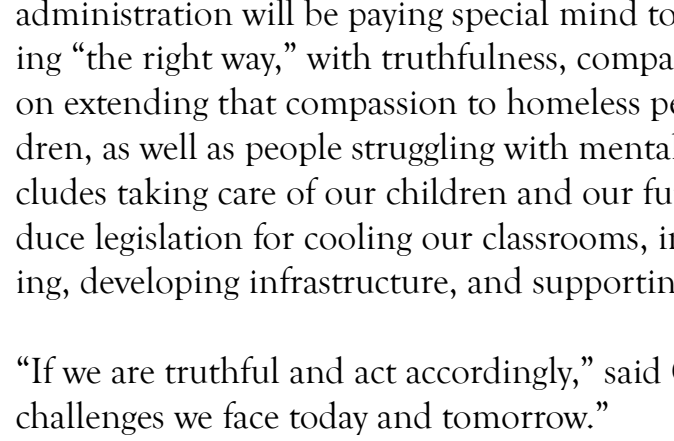 administration will be paying special mind to
ing “the right way,” with truthfulness, compa
on extending that compassion to homeless pe
dren, as well as people struggling with mental
cludes taking care of our children and our fu
duce legislation for cooling our classrooms, in
ing, developing infrastructure, and supportin
“If we are truthful and act accordingly,” said
challenges we face today and tomorrow.”